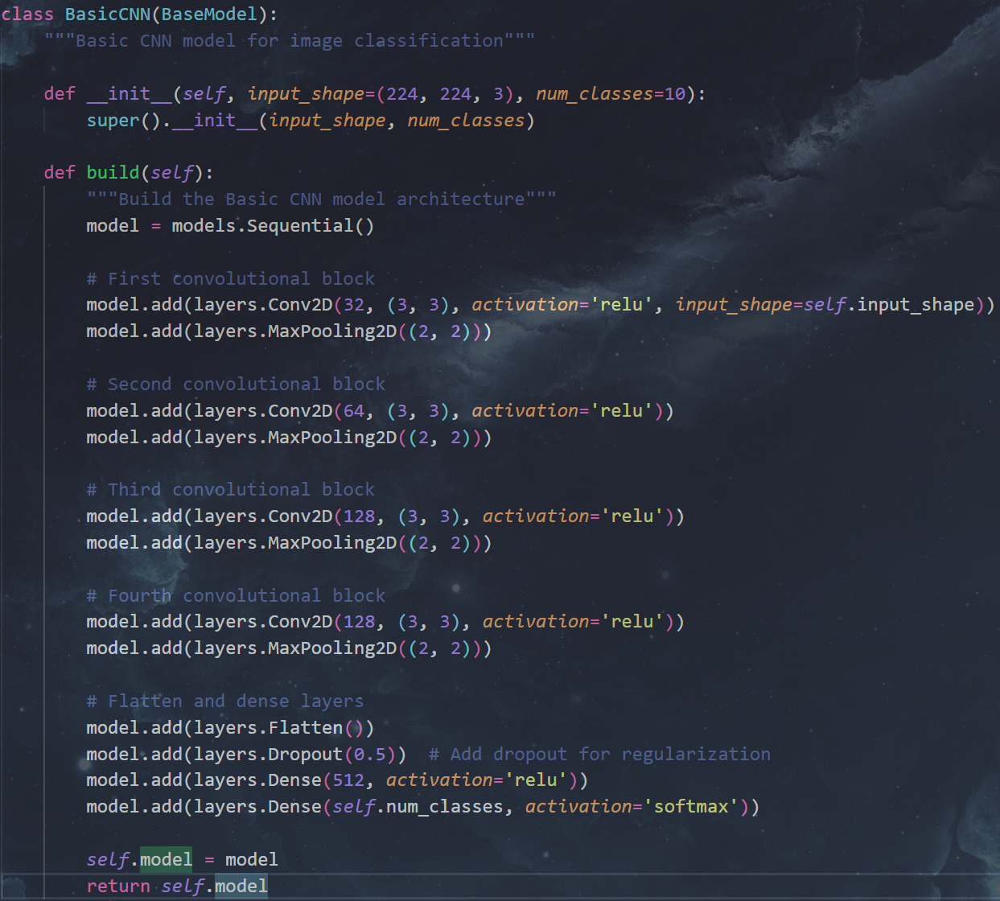 class BasicCNN(BaseModel):
    """Basic CNN model for image classification"""

    def __init__(self, input_shape=(224, 224, 3), num_classes=10):
        super().__init__(input_shape, num_classes)

    def build(self):
        """Build the Basic CNN model architecture"""
        model = models.Sequential()

        # First convolutional block
        model.add(layers.Conv2D(32, (3, 3), activation='relu', input_shape=self.input_shape))
        model.add(layers.MaxPooling2D((2, 2)))

        # Second convolutional block
        model.add(layers.Conv2D(64, (3, 3), activation='relu'))
        model.add(layers.MaxPooling2D((2, 2)))

        # Third convolutional block
        model.add(layers.Conv2D(128, (3, 3), activation='relu'))
        model.add(layers.MaxPooling2D((2, 2)))

        # Fourth convolutional block
        model.add(layers.Conv2D(128, (3, 3), activation='relu'))
        model.add(layers.MaxPooling2D((2, 2)))

        # Flatten and dense layers
        model.add(layers.Flatten())
        model.add(layers.Dropout(0.5))  # Add dropout for regularization
        model.add(layers.Dense(512, activation='relu'))
        model.add(layers.Dense(self.num_classes, activation='softmax'))

        self.model = model
        return self.model